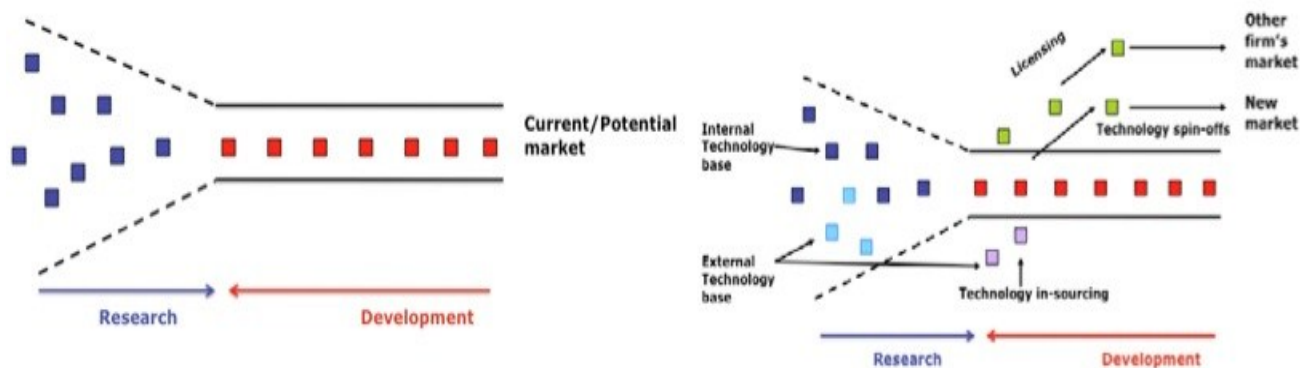 Current/Potential
market
Research
Development
Other
firm's
market
Licensing
New
market
Technology spin-offs
Internal
Technology
base
External
Technology
base
Technology in-sourcing
Research
Development